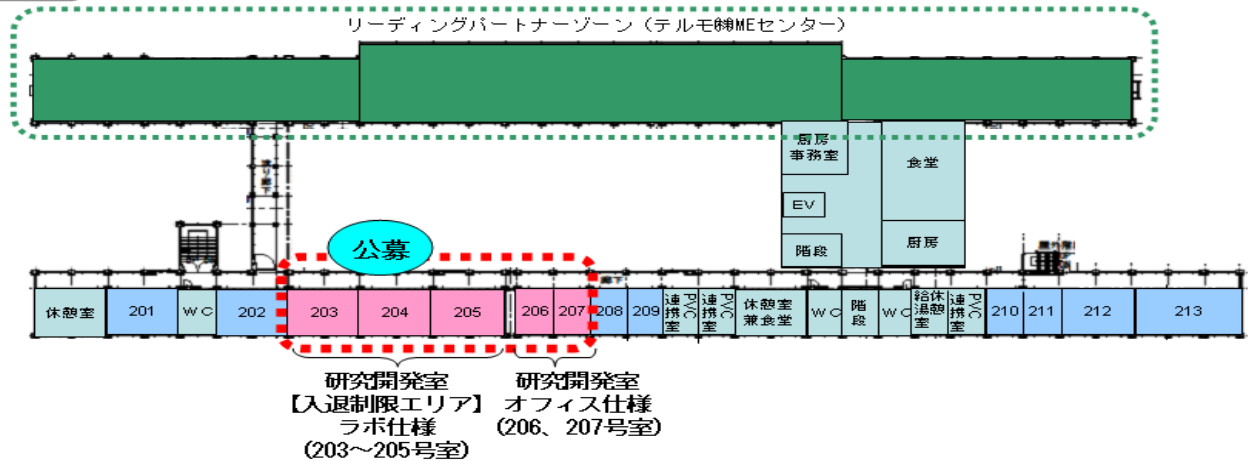 リーディングパートナーゾーン（テルモ㈱MEセンター）
厨房
事務室
食堂
渡り廊下
EV
公募
階段
厨房
廊下
休憩室
201
WC
202
203
204
205
206
207
208
209
PVC
連携室
PVC
連携室
休憩室
兼食堂
WC
階段
WC
休憩室
給湯
PVC
連携室
210
211
212
213
研究開発室
【入退制限エリア】
ラボ仕様
(203～205号室)
研究開発室
オフィス仕様
(206、207号室)